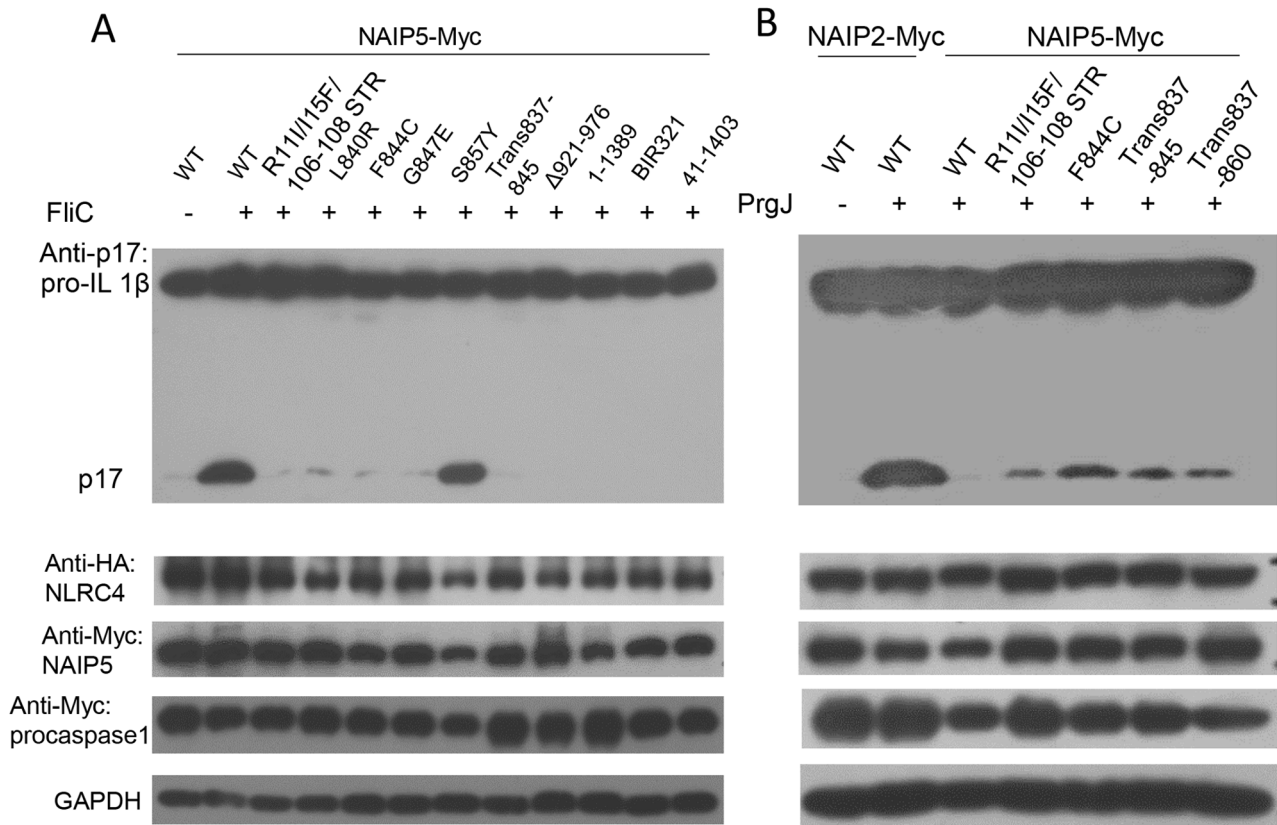 A
NAIP5-Myc
WT
WT
R11I/I15F/
106-108 STR
L840R
F844C
G847E
S857Y
Trans837-
845
Δ921-976
1-1389
BIR321
41-1403
FliC
- + + + + + + + + + + +
Anti-p17:
pro-IL 1β
p17
Anti-HA:
NLRC4
Anti-Myc:
NAIP5
Anti-Myc:
procaspase1
GAPDH
B
NAIP2-Myc
NAIP5-Myc
WT
WT
WT
R11I/I15F/
106-108 STR
F844C
Trans837
-845
Trans837
-860
PrgJ
- + + + + + +